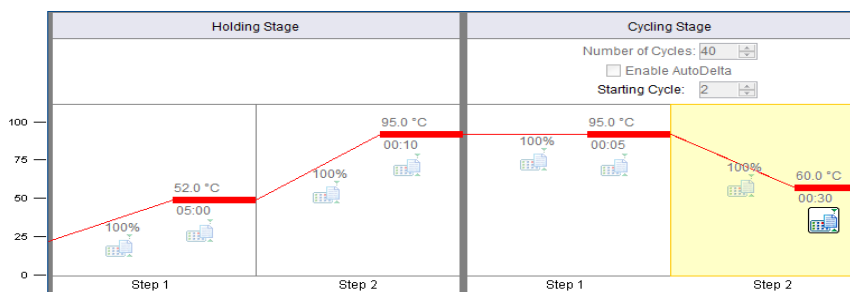 Holding Stage
Cycling Stage
Number of Cycles: 40
Enable AutoDelta
Starting Cycle: 2
100
75
50
25
0
100%
52.0 °C
05:00
100%
95.0 °C
00:10
100%
95.0 °C
00:05
100%
60.0 °C
00:30
Step 1
Step 2
Step 1
Step 2